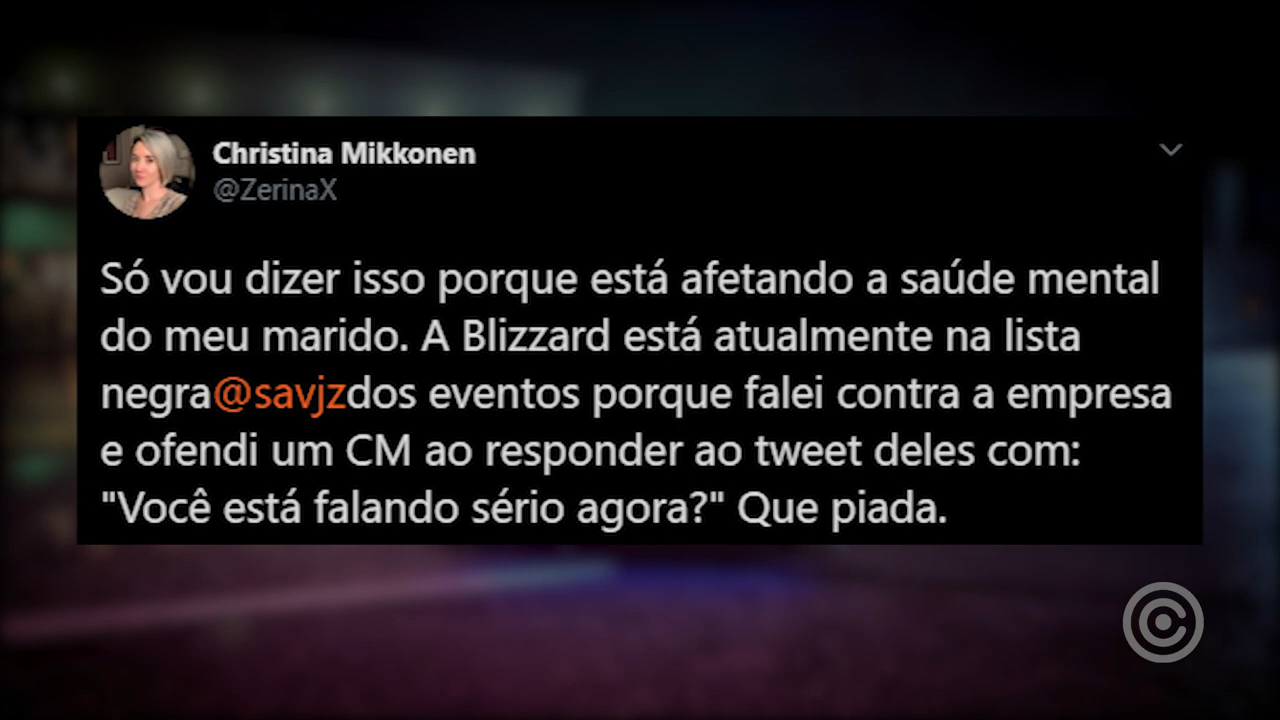 Christina Mikkonen
@ZerinaX
Só vou dizer isso porque está afetando a saúde mental
do meu marido. A Blizzard está atualmente na lista
negra@savjzdos eventos porque falei contra a empresa
e ofendi um CM ao responder ao tweet deles com:
"Você está falando sério agora?" Que piada.